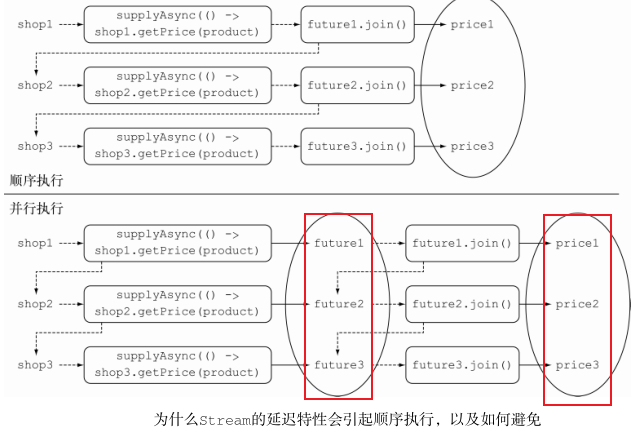 shop1 supplyAsync(() -> shop1.getPrice(product) future1.join() price1
shop2 supplyAsync(() -> shop2.getPrice(product) future2.join() price2
shop3 supplyAsync(() -> shop3.getPrice(product) future3.join() price3
顺序执行
并行执行
shop1 supplyAsync(() -> shop1.getPrice(product) future1 future1.join() price1
shop2 supplyAsync(() -> shop2.getPrice(product) future2 future2.join() price2
shop3 supplyAsync(() -> shop3.getPrice(product) future3 future3.join() price3
为什么Stream的延迟特性会引起顺序执行，以及如何避免